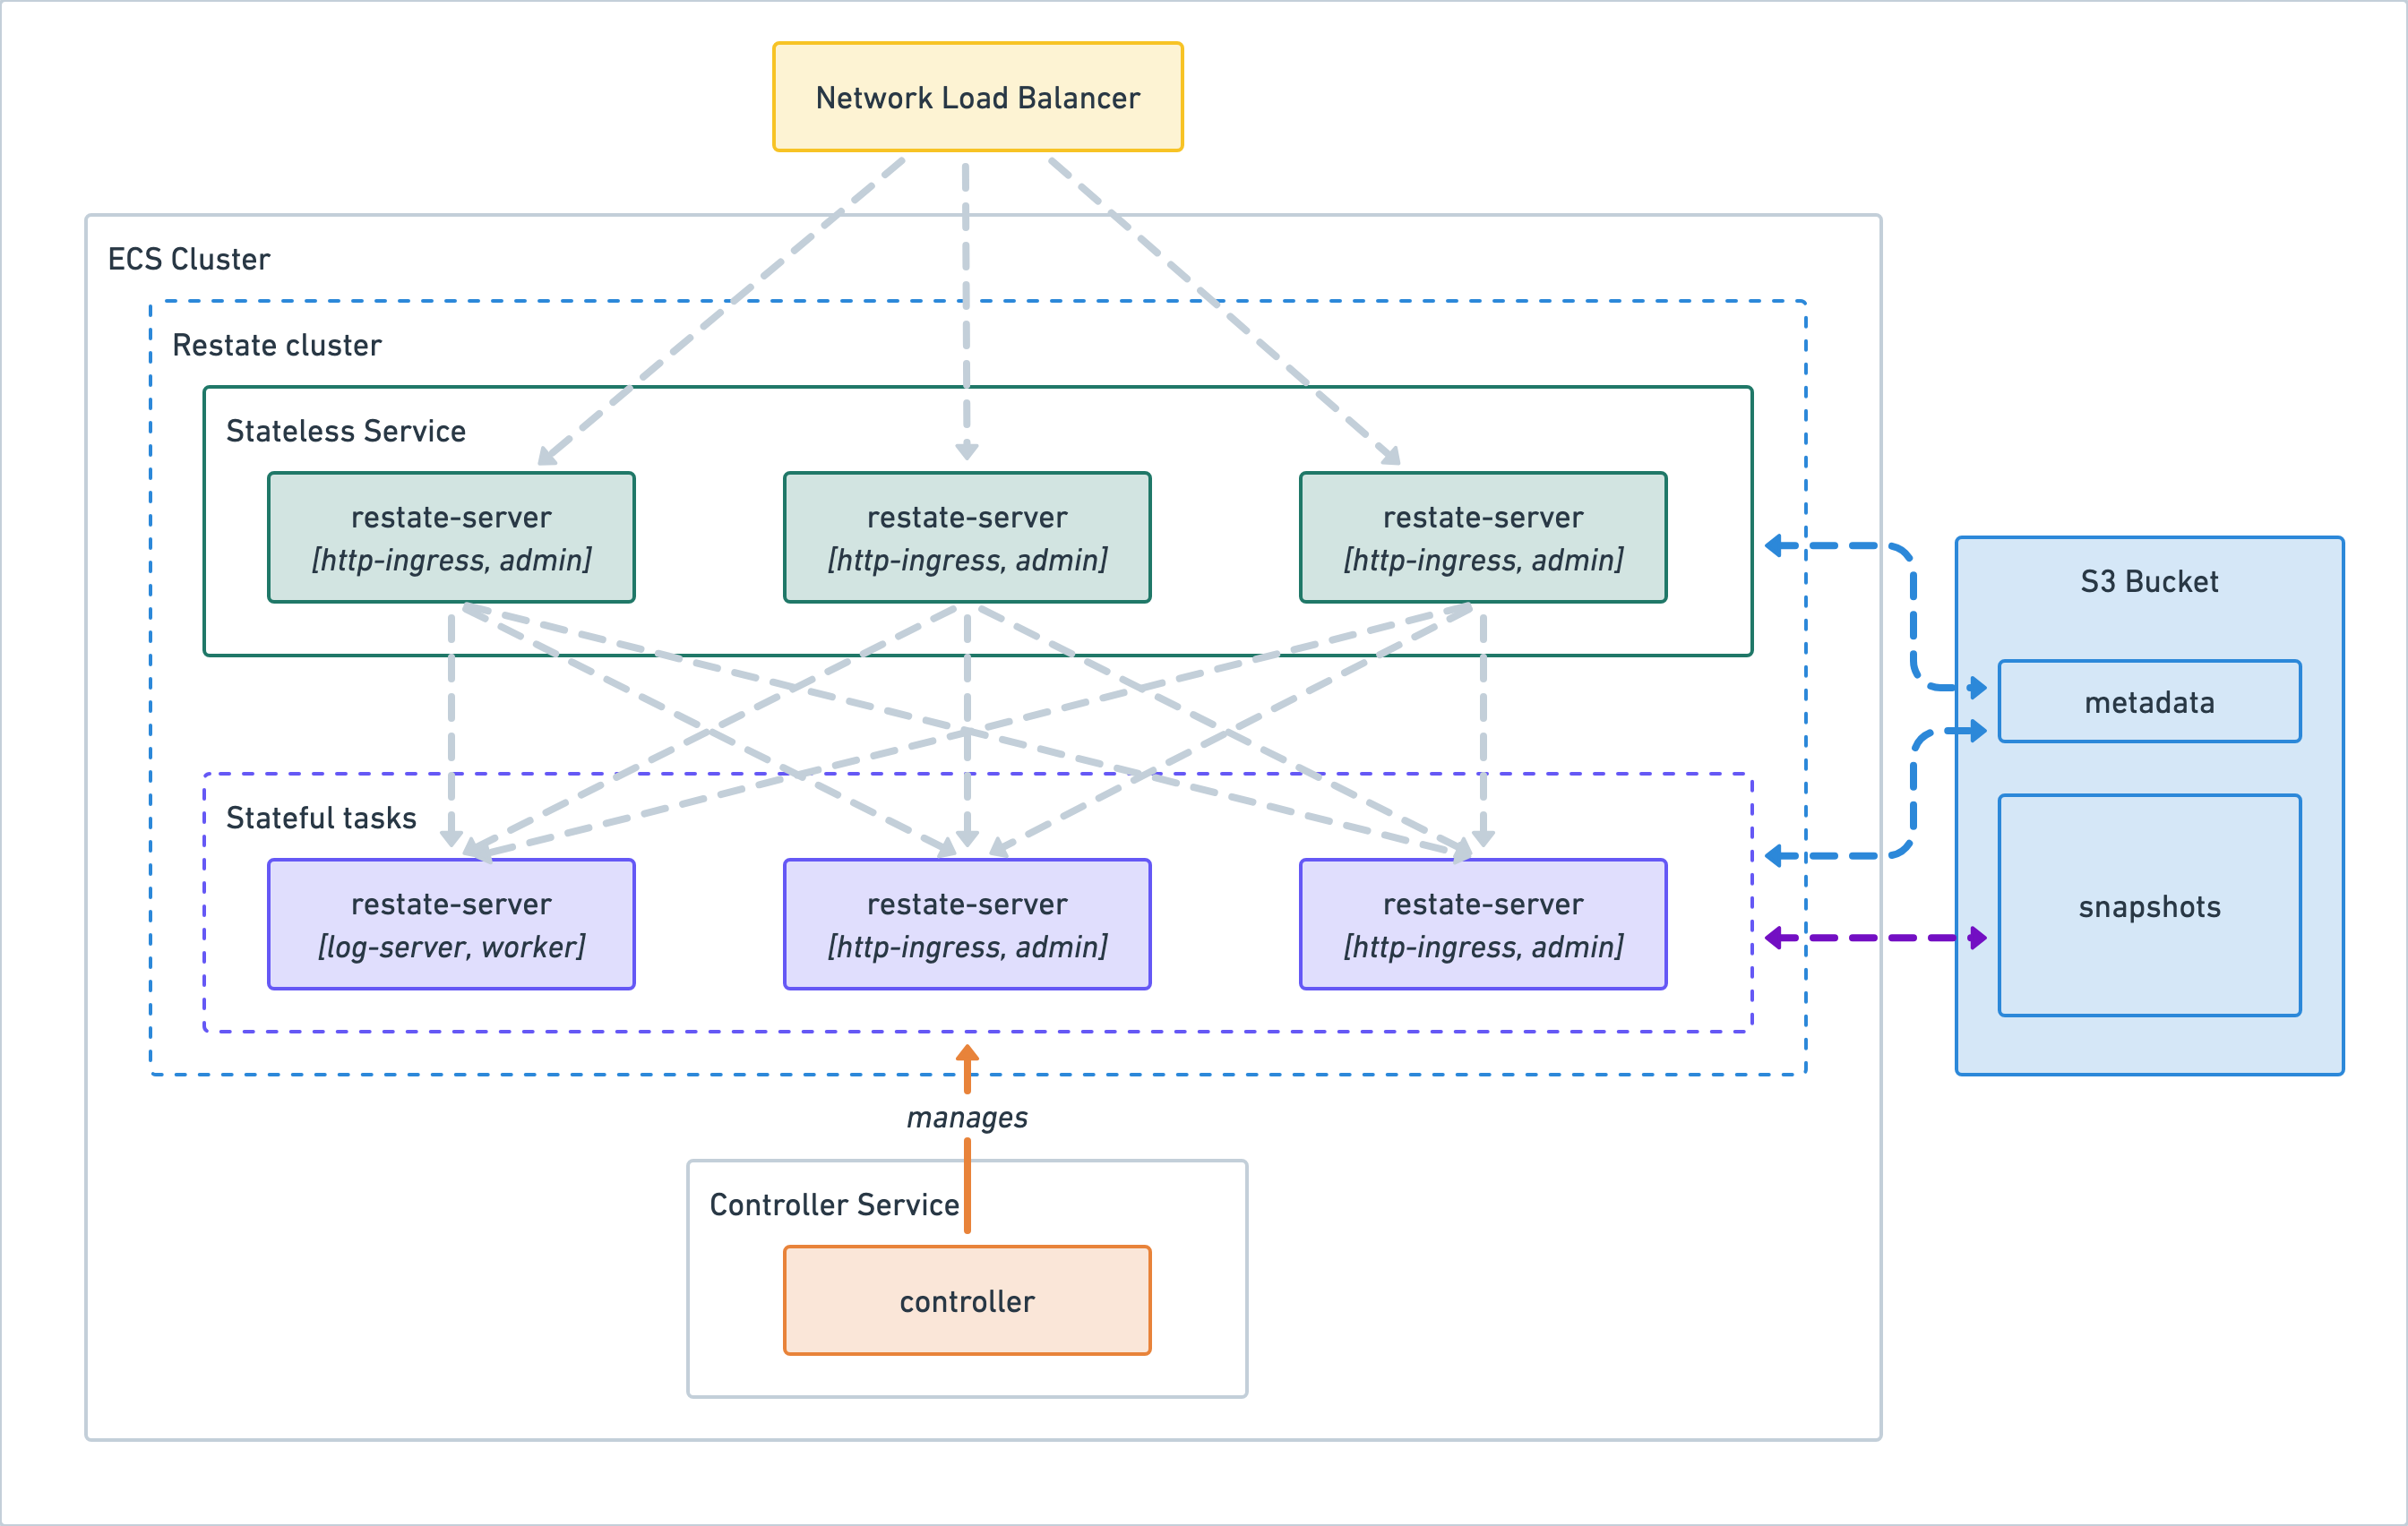 Network Load Balancer
ECS Cluster
Restate cluster
Stateless Service
restate-server
[http-ingress, admin]
restate-server
[http-ingress, admin]
restate-server
[http-ingress, admin]
S3 Bucket
metadata
snapshots
Stateful tasks
restate-server
[log-server, worker]
restate-server
[http-ingress, admin]
restate-server
[http-ingress, admin]
manages
Controller Service
controller